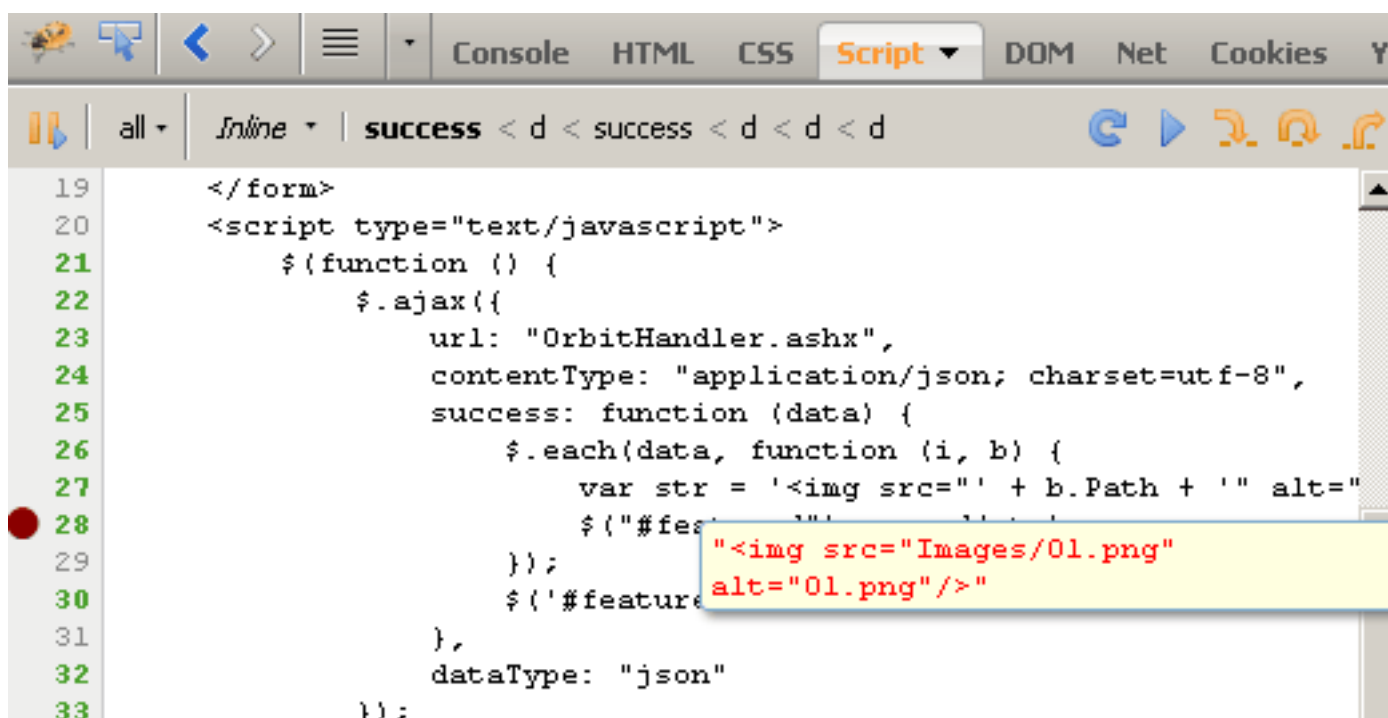 Console HTML CSS Script DOM Net Cookies Y
all Inline success < d < success < d < d < d
19 </form>
20 <script type="text/javascript">
21 $(function () {
22 $.ajax({
23 url: "OrbitHandler.ashx",
24 contentType: "application/json; charset=utf-8",
25 success: function (data) {
26 $.each(data, function (i, b) {
27 var str = '<img src="' + b.Path + '" alt="
28 $("#fea
"<img src="Images/01.png"
alt="01.png"/>"
29 });
30 $('#feature
31 },
32 dataType: "json"
33 });